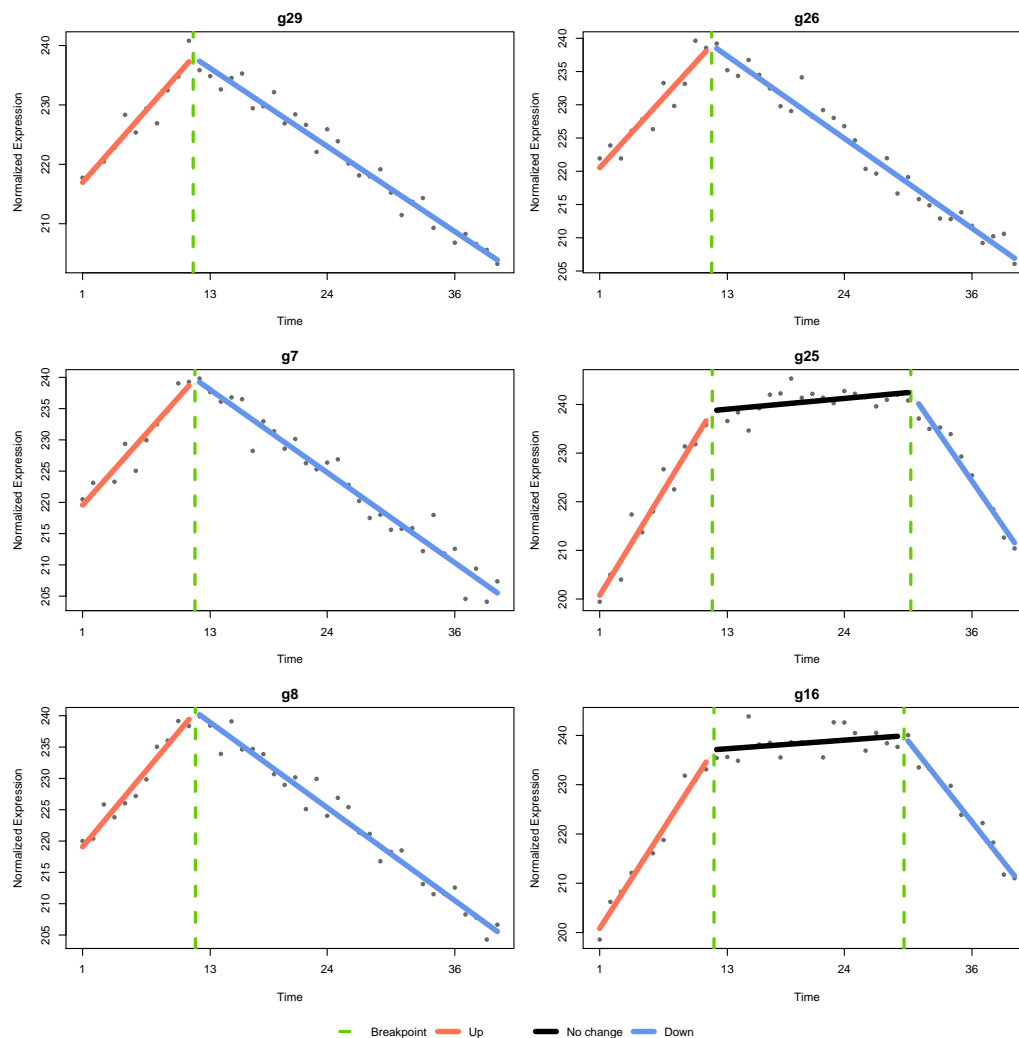 g29
g26
Normalized Expression
210 220 230 240
1 13 24 36
Time
Normalized Expression
205 210 215 220 225 230 235 240
1 13 24 36
Time
g7
g25
Normalized Expression
205 210 215 220 225 230 235 240
1 13 24 36
Time
Normalized Expression
200 210 220 230 240
1 13 24 36
Time
g8
g16
Normalized Expression
205 210 215 220 225 230 235 240
1 13 24 36
Time
Normalized Expression
200 210 220 230 240
1 13 24 36
Time
Breakpoint Up No change Down